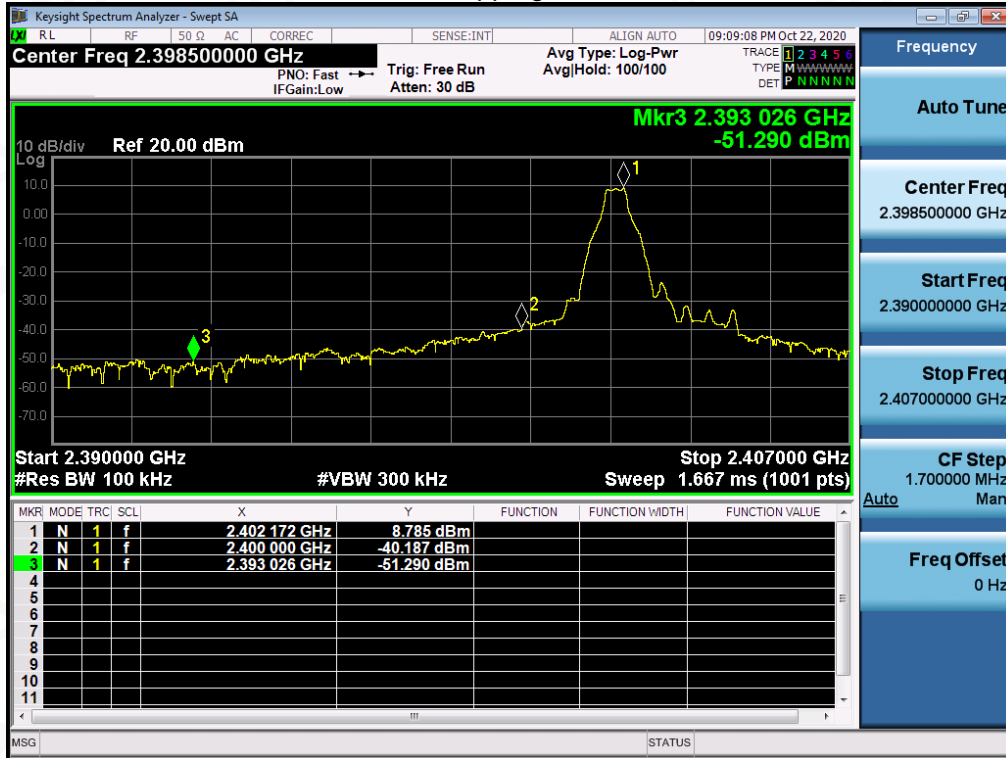 Keysight Spectrum Analyzer - Swept SA
LXI RL RF 50 Ω AC CORREC SENSE:INT ALIGN AUTO 09:09:08 PM Oct 22, 2020
Center Freq 2.398500000 GHz
PNO: Fast
IFGain:Low
Trig: Free Run
Atten: 30 dB
Avg Type: Log-Pwr
Avg|Hold: 100/100
TRACE 1 2 3 4 5 6
TYPE M WWWWW
DET P N N N N N
Mkr3 2.393 026 GHz
-51.290 dBm
10 dB/div Ref 20.00 dBm
Log
10.0
0.00
-10.0
-20.0
-30.0
-40.0
-50.0
-60.0
-70.0
1
2
3
Start 2.390000 GHz Stop 2.407000 GHz
#Res BW 100 kHz #VBW 300 kHz Sweep 1.667 ms (1001 pts)
MKR MODE TRC SCL X Y FUNCTION FUNCTION WIDTH FUNCTION VALUE
1 N 1 f 2.402 172 GHz 8.785 dBm
2 N 1 f 2.400 000 GHz -40.187 dBm
3 N 1 f 2.393 026 GHz -51.290 dBm
4
5
6
7
8
9
10
11
MSG STATUS
Frequency
Auto Tune
Center Freq
2.398500000 GHz
Start Freq
2.390000000 GHz
Stop Freq
2.407000000 GHz
CF Step
1.700000 MHz
Auto Man
Freq Offset
0 Hz